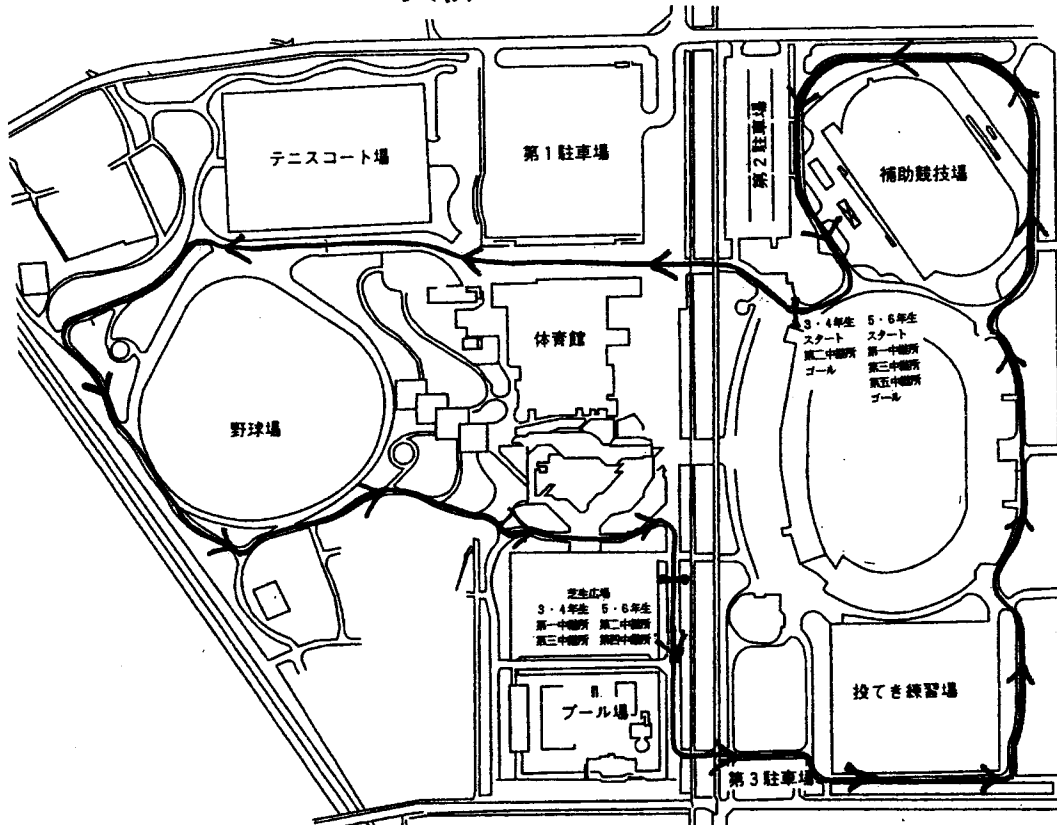 テニスコート場
第1駐車場
第2駐車場
補助競技場
体育館
3・4年生
スタート
第二中継所
ゴール
5・6年生
スタート
第一中継所
第三中継所
第五中継所
ゴール
野球場
芝生広場
3・4年生 5・6年生
第一中継所 第二中継所
第三中継所 第四中継所
プール場
投てき練習場
第3駐車場